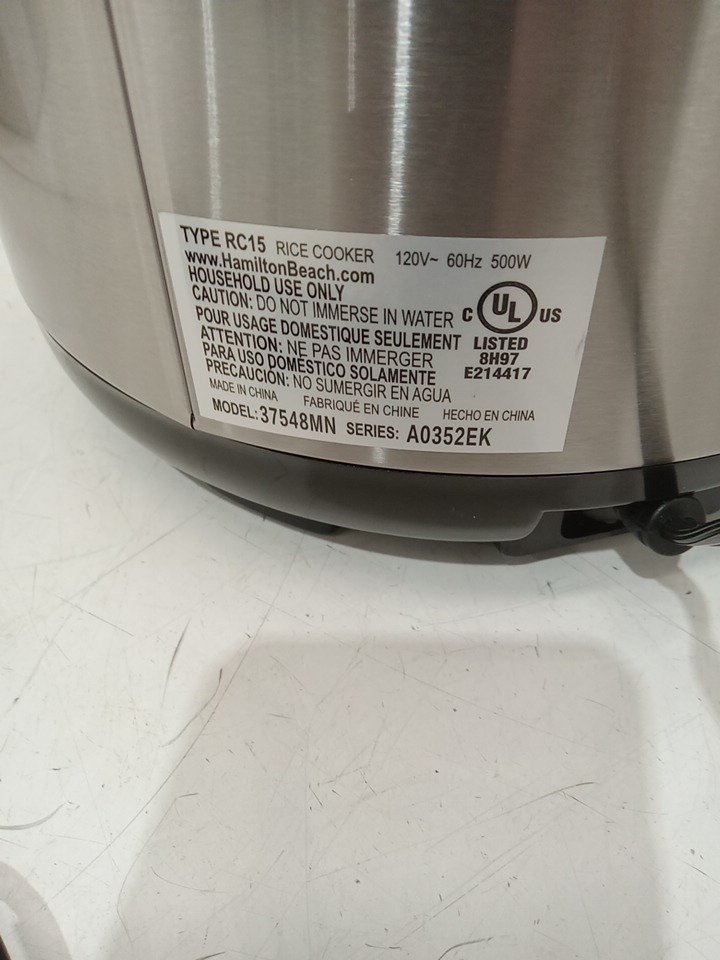 TYPE RC15 RICE COOKER 120V~ 60Hz 500W
www.HamiltonBeach.com
HOUSEHOLD USE ONLY
CAUTION: DO NOT IMMERSE IN WATER
POUR USAGE DOMESTIQUE SEULEMENT
ATTENTION: NE PAS IMMERGER
PARA USO DOMÉSTICO SOLAMENTE
PRECAUCIÓN: NO SUMERGIR EN AGUA
C UL US
LISTED
8H97
E214417
MADE IN CHINA FABRIQUÉ EN CHINE HECHO EN CHINA
MODEL: 37548MN SERIES: A0352EK